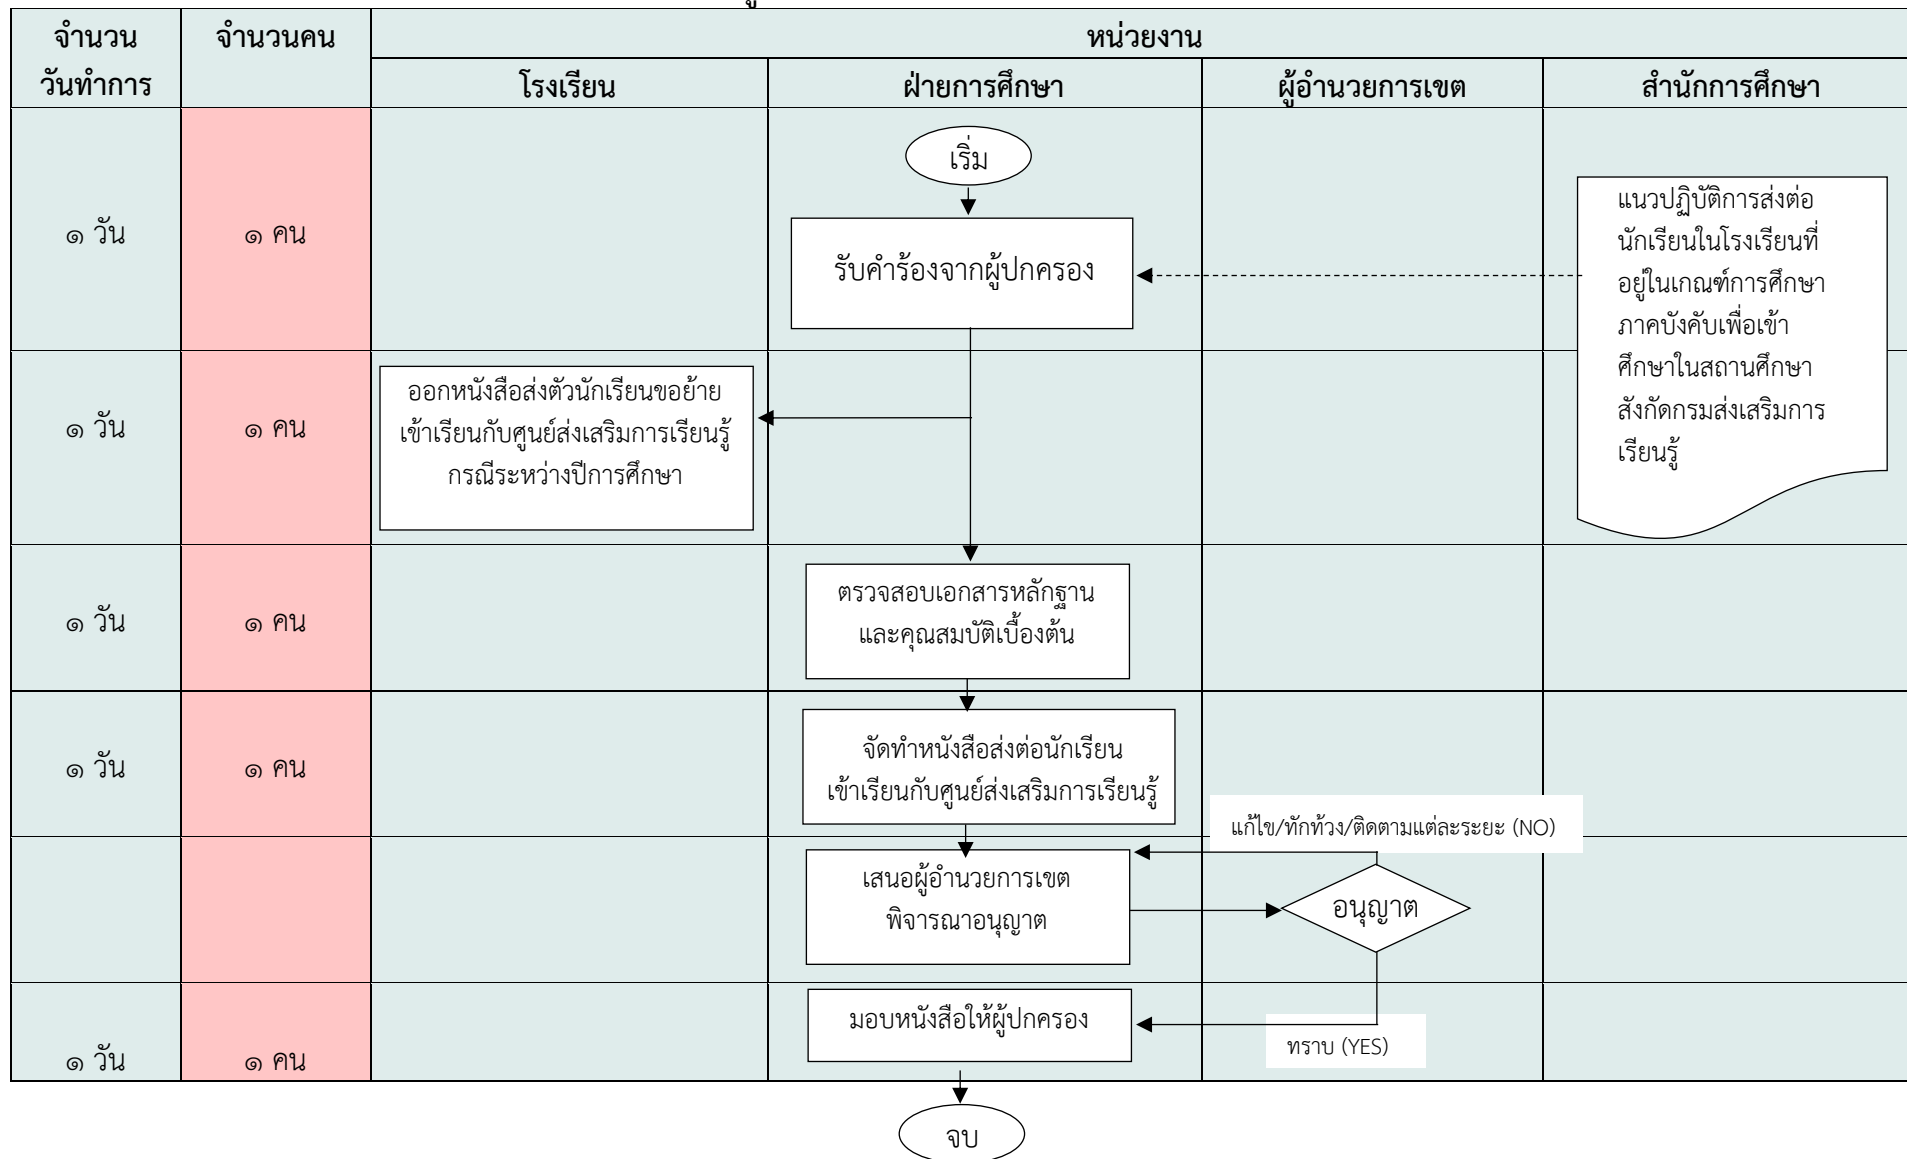 จำนวน
วันทำการ
จำนวนคน
หน่วยงาน
โรงเรียน
ฝ่ายการศึกษา
ผู้อำนวยการเขต
สำนักการศึกษา
เริ่ม
๑ วัน
๑ คน
รับคำร้องจากผู้ปกครอง
แนวปฏิบัติการส่งต่อ
นักเรียนในโรงเรียนที่
อยู่ในเกณฑ์การศึกษา
ภาคบังคับเพื่อเข้า
ศึกษาในสถานศึกษา
สังกัดกรมส่งเสริมการ
เรียนรู้
๑ วัน
๑ คน
ออกหนังสือส่งตัวนักเรียนขอย้าย
เข้าเรียนกับศูนย์ส่งเสริมการเรียนรู้
กรณีระหว่างปีการศึกษา
๑ วัน
๑ คน
ตรวจสอบเอกสารหลักฐาน
และคุณสมบัติเบื้องต้น
๑ วัน
๑ คน
จัดทำหนังสือส่งต่อนักเรียน
เข้าเรียนกับศูนย์ส่งเสริมการเรียนรู้
แก้ไข/ทักท้วง/ติดตามแต่ละระยะ (NO)
เสนอผู้อำนวยการเขต
พิจารณาอนุญาต
อนุญาต
มอบหนังสือให้ผู้ปกครอง
ทราบ (YES)
๑ วัน
๑ คน
จบ